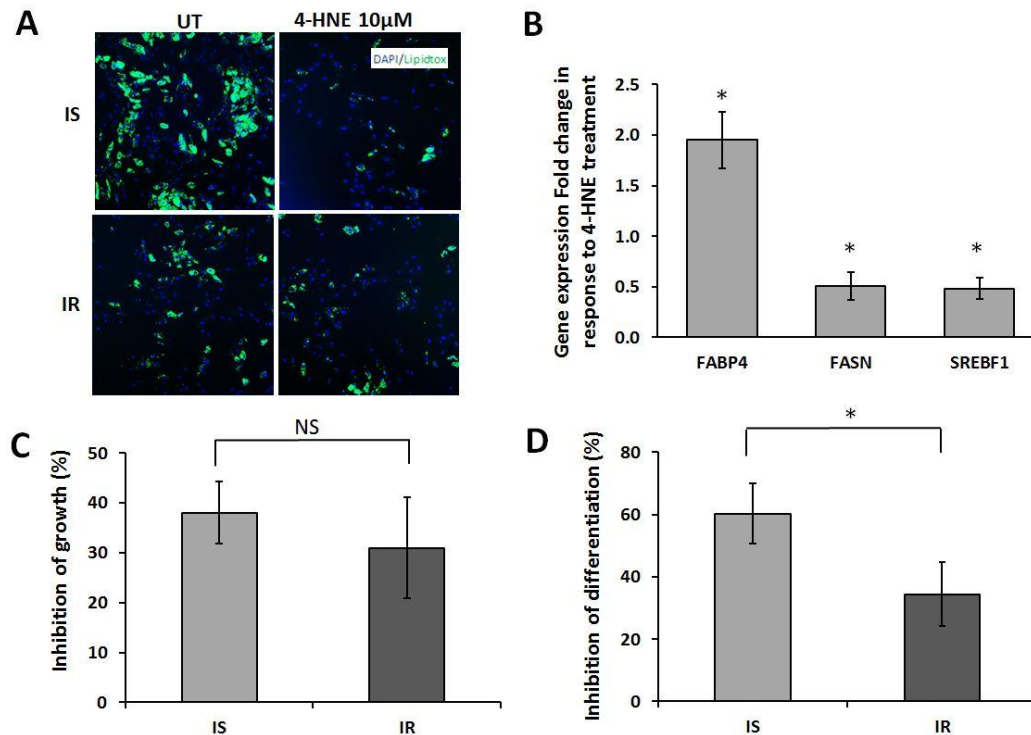 A
UT
4-HNE 10µM
DAPI/Lipidtox
IS
IR
B
Gene expression Fold change in
response to 4-HNE treatment
2.5
2.0
1.5
1.0
0.5
0.0
*
*
*
FABP4
FASN
SREBF1
C
NS
Inhibition of growth (%)
50
40
30
20
10
0
IS
IR
D
*
Inhibition of differentiation (%)
80
60
40
20
0
IS
IR